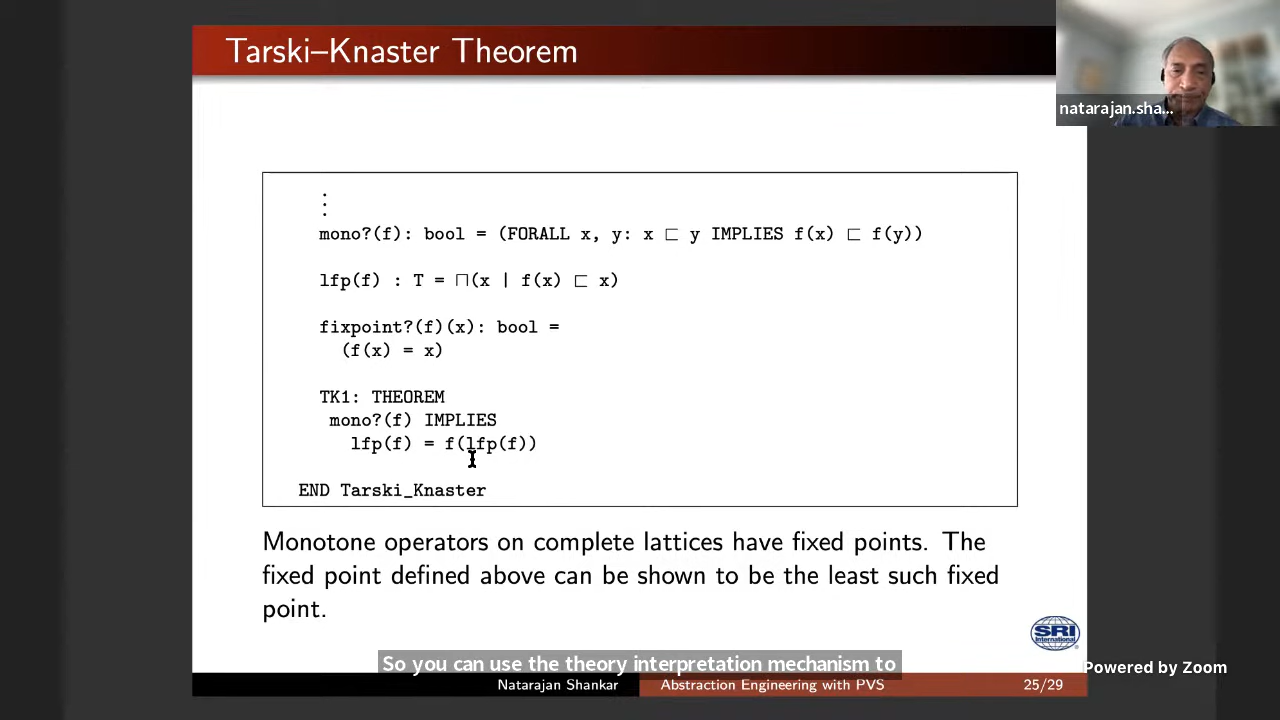 Tarski–Knaster Theorem
natarajan.sha...
⋮
mono?(f): bool = (FORALL x, y: x ⊏ y IMPLIES f(x) ⊏ f(y))
lfp(f) : T = ⊓(x | f(x) ⊏ x)
fixpoint?(f)(x): bool =
(f(x) = x)
TK1: THEOREM
mono?(f) IMPLIES
lfp(f) = f(lfp(f))
END Tarski_Knaster
Monotone operators on complete lattices have fixed points. The
fixed point defined above can be shown to be the least such fixed
point.
SRI
International
So you can use the theory interpretation mechanism to
Powered by Zoom
Natarajan Shankar
Abstraction Engineering with PVS
25/29